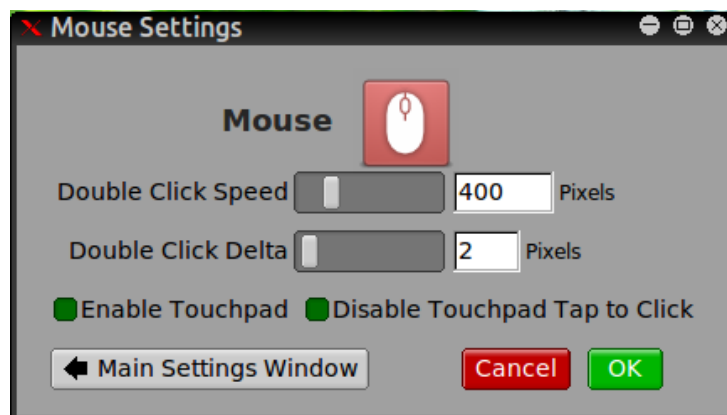 Mouse Settings
Mouse
Double Click Speed 400 Pixels
Double Click Delta 2 Pixels
Enable Touchpad Disable Touchpad Tap to Click
Main Settings Window Cancel OK